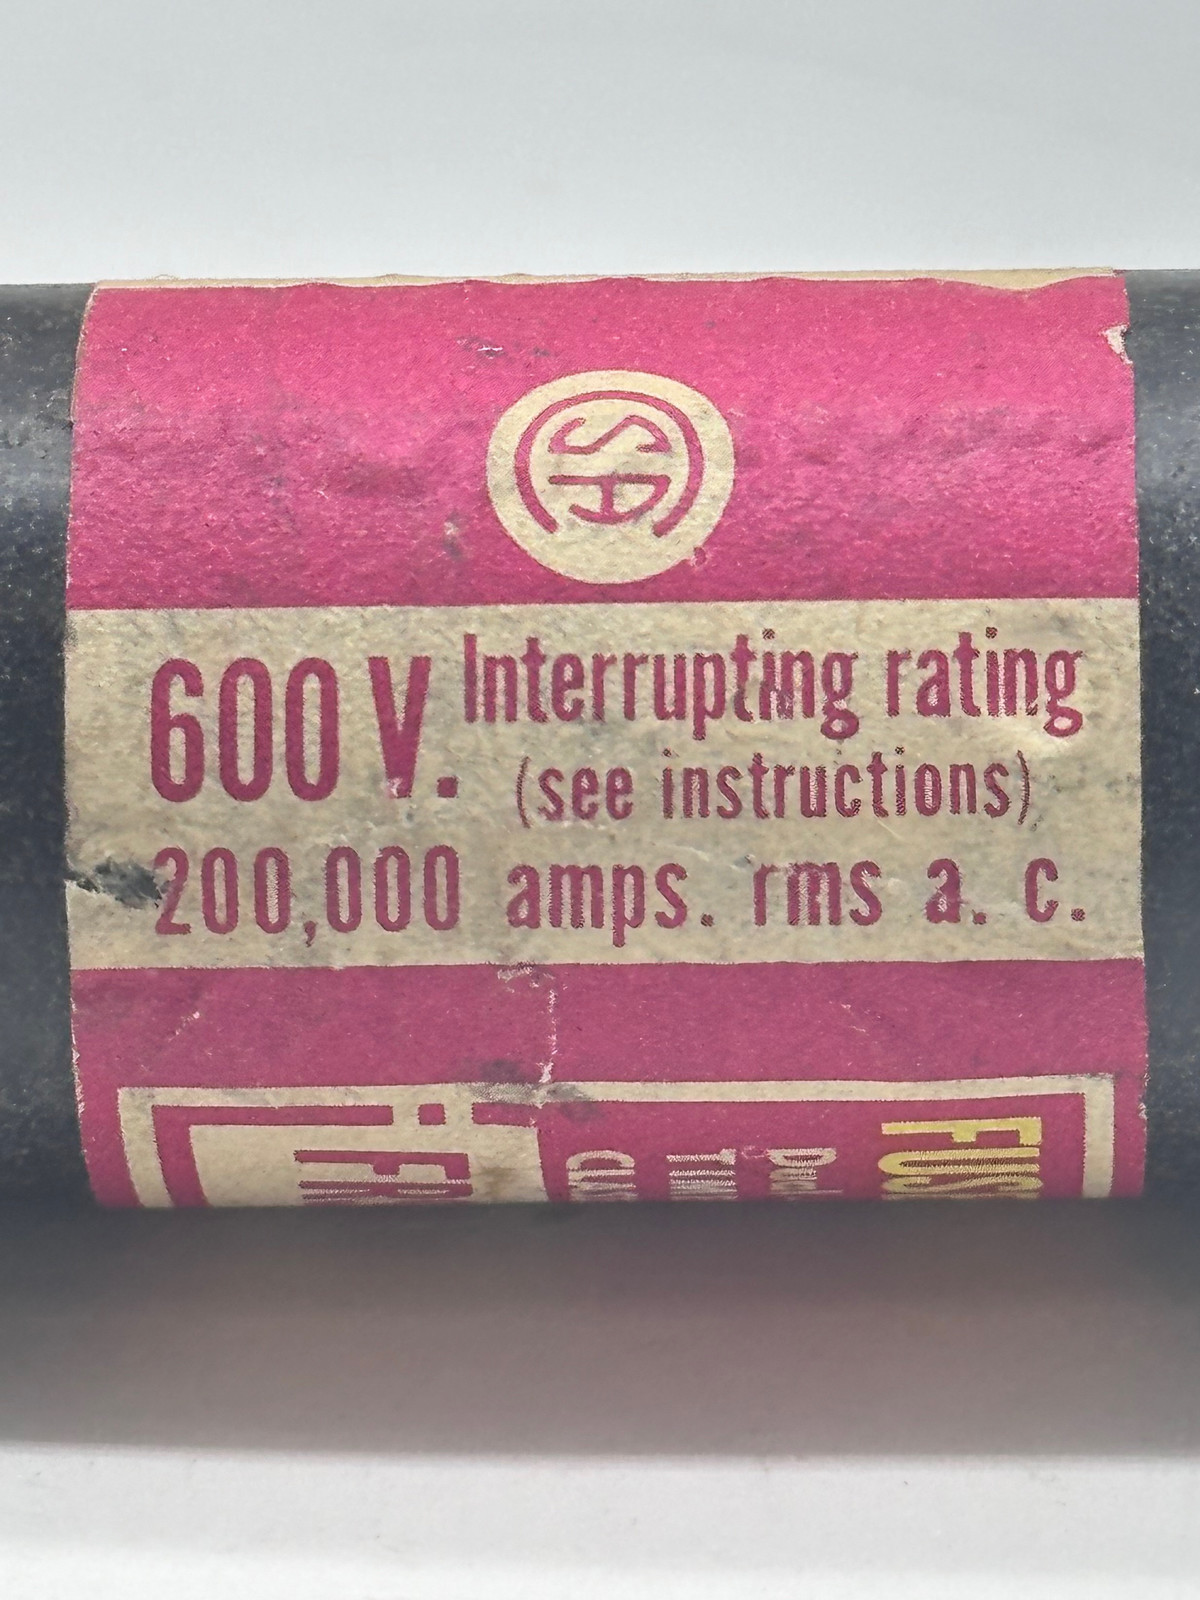 SA
600 V. Interrupting rating
(see instructions)
200,000 amps. rms a. c.